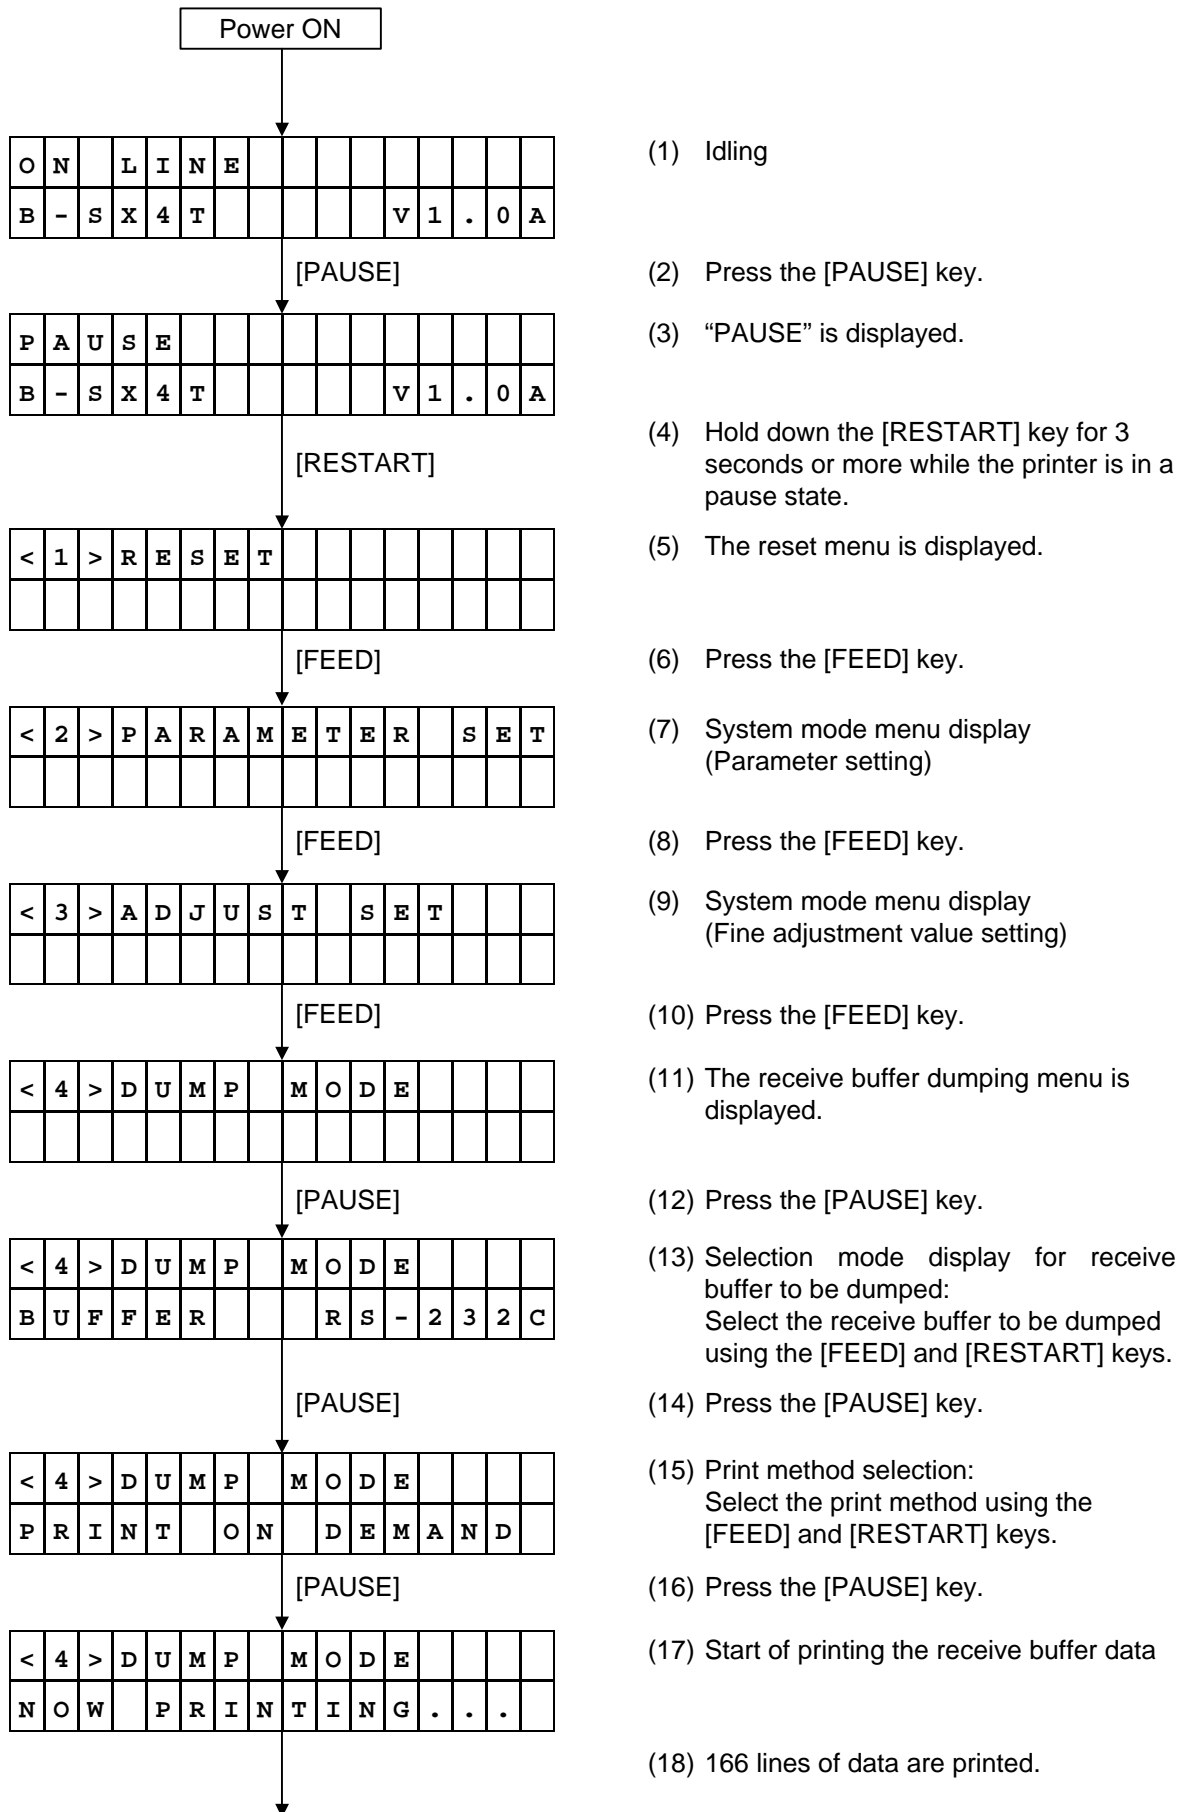 Power ON
ON LINE
B-SX4T V1.0A
(1) Idling
[PAUSE]
(2) Press the [PAUSE] key.
PAUSE
B-SX4T V1.0A
(3) “PAUSE” is displayed.
[RESTART]
(4) Hold down the [RESTART] key for 3
seconds or more while the printer is in a
pause state.
<1>RESET
(5) The reset menu is displayed.
[FEED]
(6) Press the [FEED] key.
<2>PARAMETER SET
(7) System mode menu display
(Parameter setting)
[FEED]
(8) Press the [FEED] key.
<3>ADJUST SET
(9) System mode menu display
(Fine adjustment value setting)
[FEED]
(10) Press the [FEED] key.
<4>DUMP MODE
(11) The receive buffer dumping menu is
displayed.
[PAUSE]
(12) Press the [PAUSE] key.
<4>DUMP MODE
BUFFER RS-232C
(13) Selection mode display for receive
buffer to be dumped:
Select the receive buffer to be dumped
using the [FEED] and [RESTART] keys.
[PAUSE]
(14) Press the [PAUSE] key.
<4>DUMP MODE
PRINT ON DEMAND
(15) Print method selection:
Select the print method using the
[FEED] and [RESTART] keys.
[PAUSE]
(16) Press the [PAUSE] key.
<4>DUMP MODE
NOW PRINTING...
(17) Start of printing the receive buffer data
(18) 166 lines of data are printed.